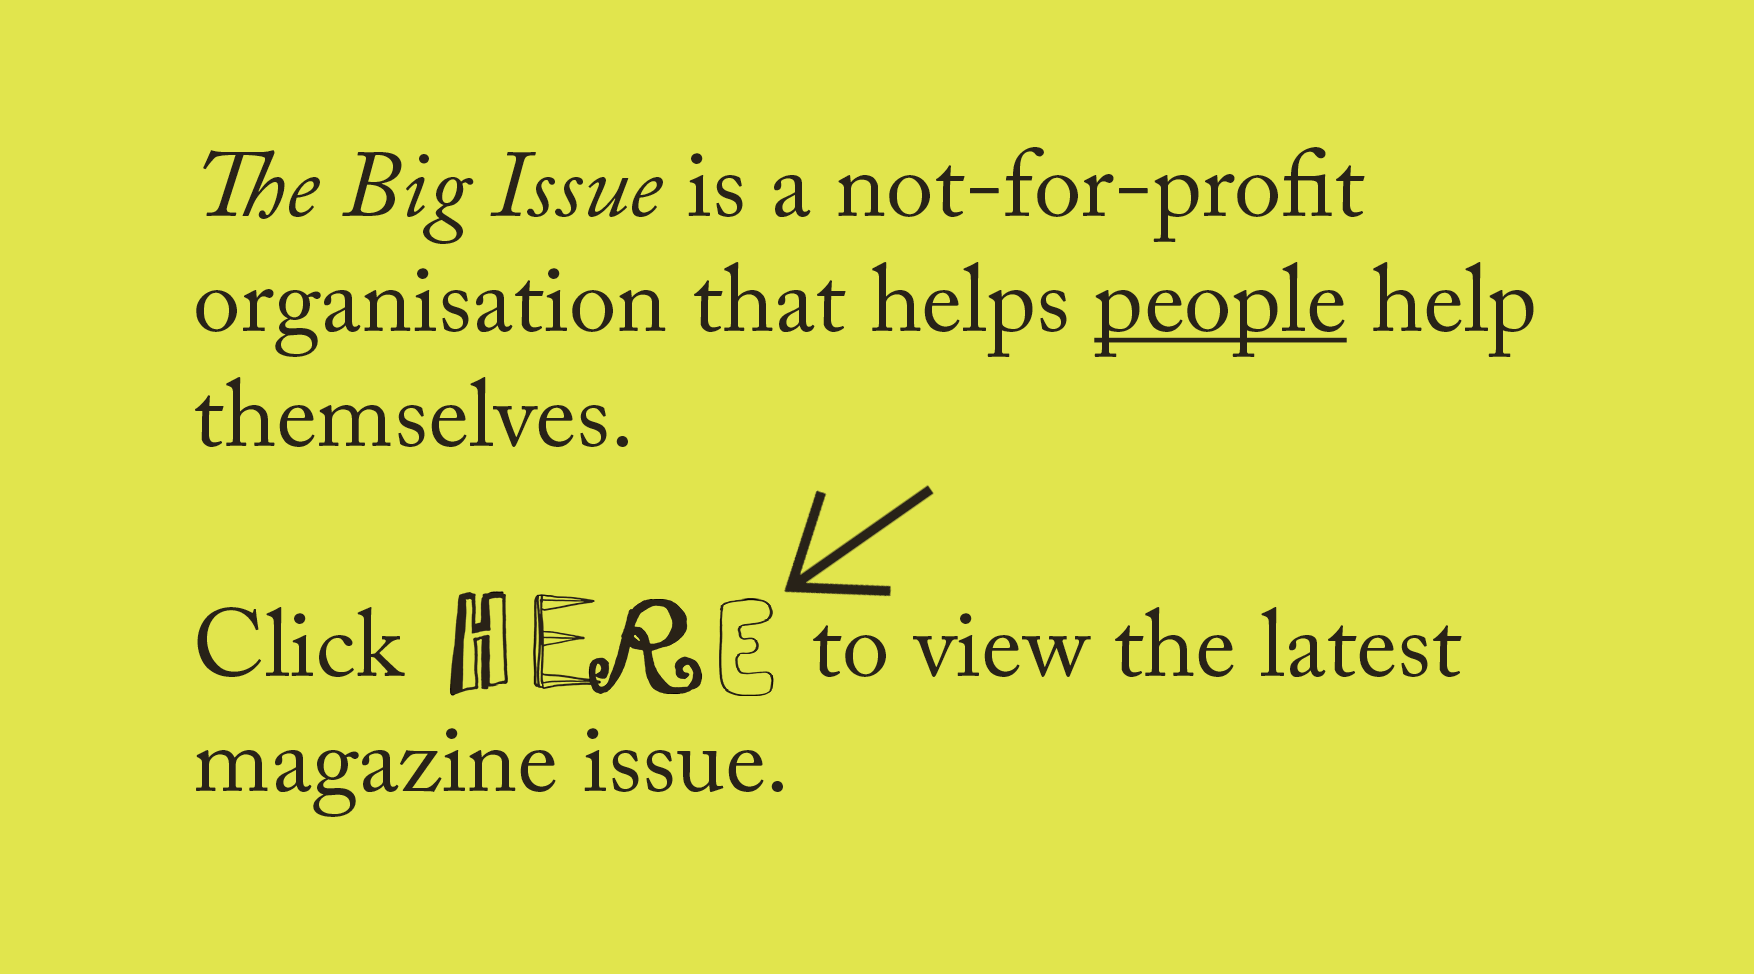 The Big Issue is a not-for-profit
organisation that helps people help
themselves.
Click HERE to view the latest
magazine issue.